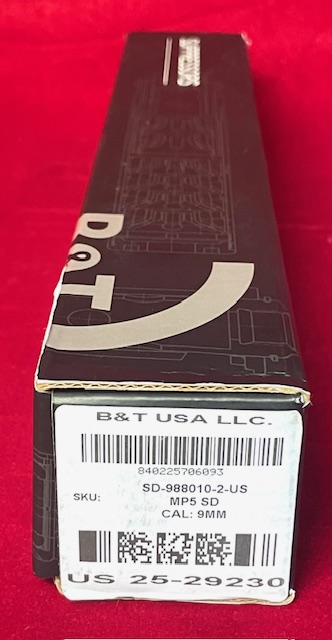 B&T
B&T USA LLC.
840225706093
SKU:
SD-988010-2-US
MP5 SD
CAL: 9MM
US 25-29230